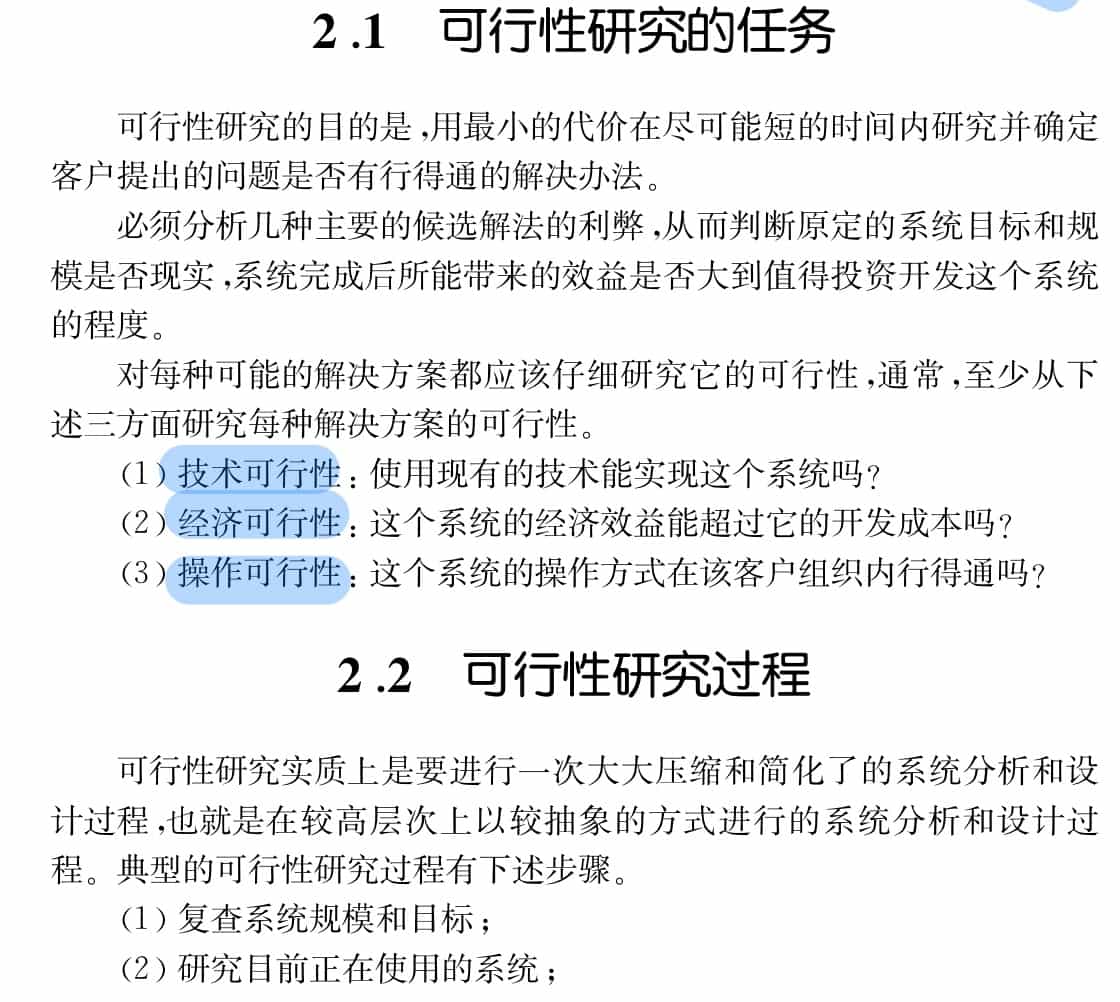 2.1 可行性研究的任务
可行性研究的目的是,用最小的代价在尽可能短的时间内研究并确定
客户提出的问题是否有行得通的解决办法。
必须分析几种主要的候选解法的利弊,从而判断原定的系统目标和规
模是否现实,系统完成后所能带来的效益是否大到值得投资开发这个系统
的程度。
对每种可能的解决方案都应该仔细研究它的可行性,通常,至少从下
述三方面研究每种解决方案的可行性。
(1) 技术可行性: 使用现有的技术能实现这个系统吗?
(2) 经济可行性: 这个系统的经济效益能超过它的开发成本吗?
(3) 操作可行性: 这个系统的操作方式在该客户组织内行得通吗?
2.2 可行性研究过程
可行性研究实质上是要进行一次大大压缩和简化了的系统分析和设
计过程,也就是在较高层次上以较抽象的方式进行的系统分析和设计过
程。典型的可行性研究过程有下述步骤。
(1) 复查系统规模和目标;
(2) 研究目前正在使用的系统;